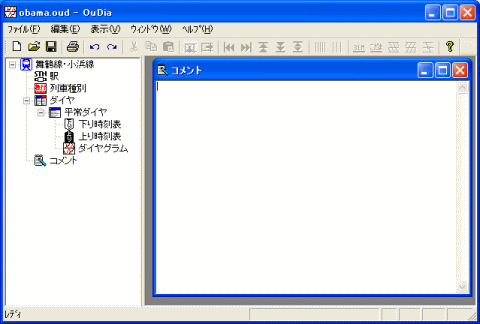 obama.oud - OuDia
ファイル(F) 編集(E) 表示(V) ウィンドウ(W) ヘルプ(H)
舞鶴線・小浜線
駅
列車種別
ダイヤ
平常ダイヤ
下り時刻表
上り時刻表
ダイヤグラム
コメント
コメント
レディ